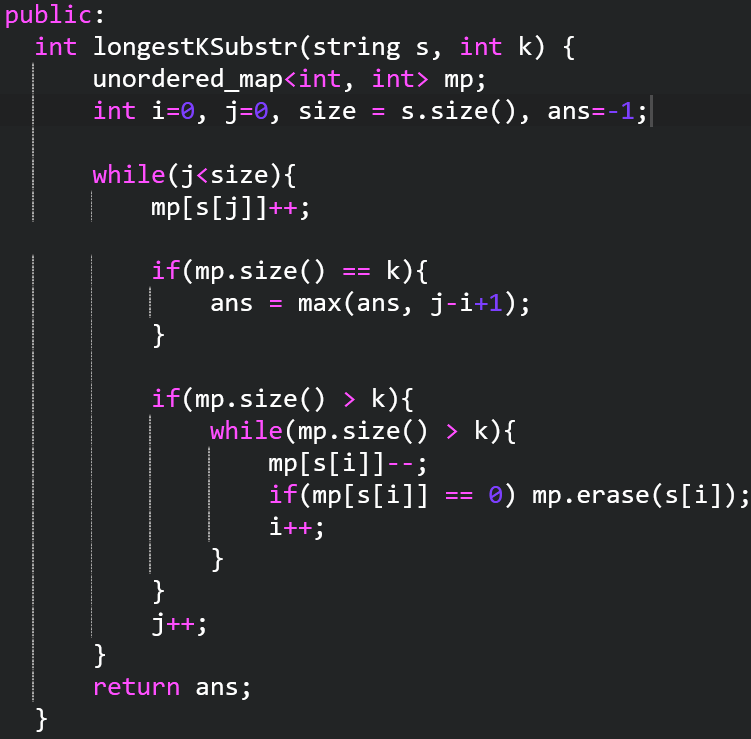 public:
  int longestKSubstr(string s, int k) {
      unordered_map<int, int> mp;
      int i=0, j=0, size = s.size(), ans=-1;
      while(j<size){
          mp[s[j]]++;
          if(mp.size() == k){
              ans = max(ans, j-i+1);
          }
          if(mp.size() > k){
              while(mp.size() > k){
                  mp[s[i]]--;
                  if(mp[s[i]] == 0) mp.erase(s[i]);
                  i++;
              }
          }
          j++;
      }
      return ans;
  }